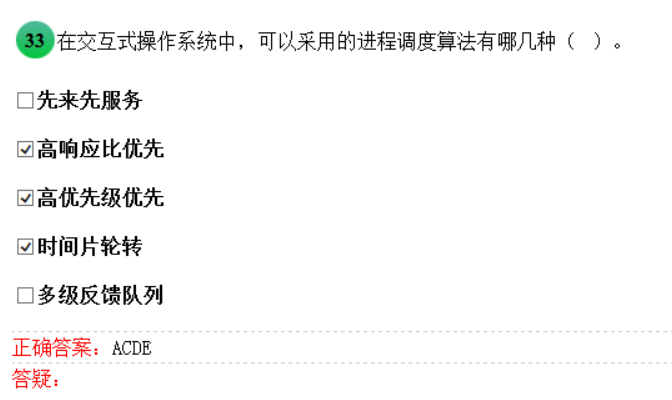 33 在交互式操作系统中，可以采用的进程调度算法有哪几种（ ）。
先来先服务
高响应比优先
高优先级优先
时间片轮转
多级反馈队列
正确答案：ACDE
答疑：